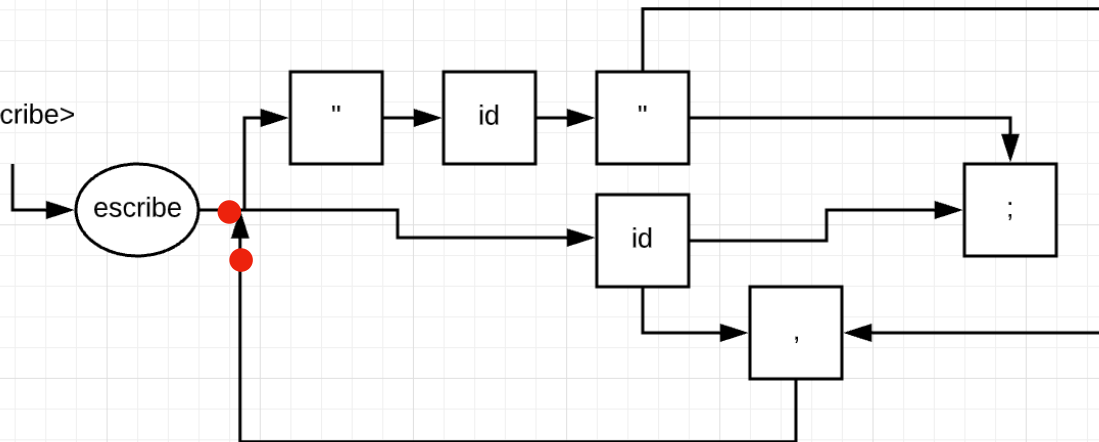 " id "
cribe>
escribe ;
id
,